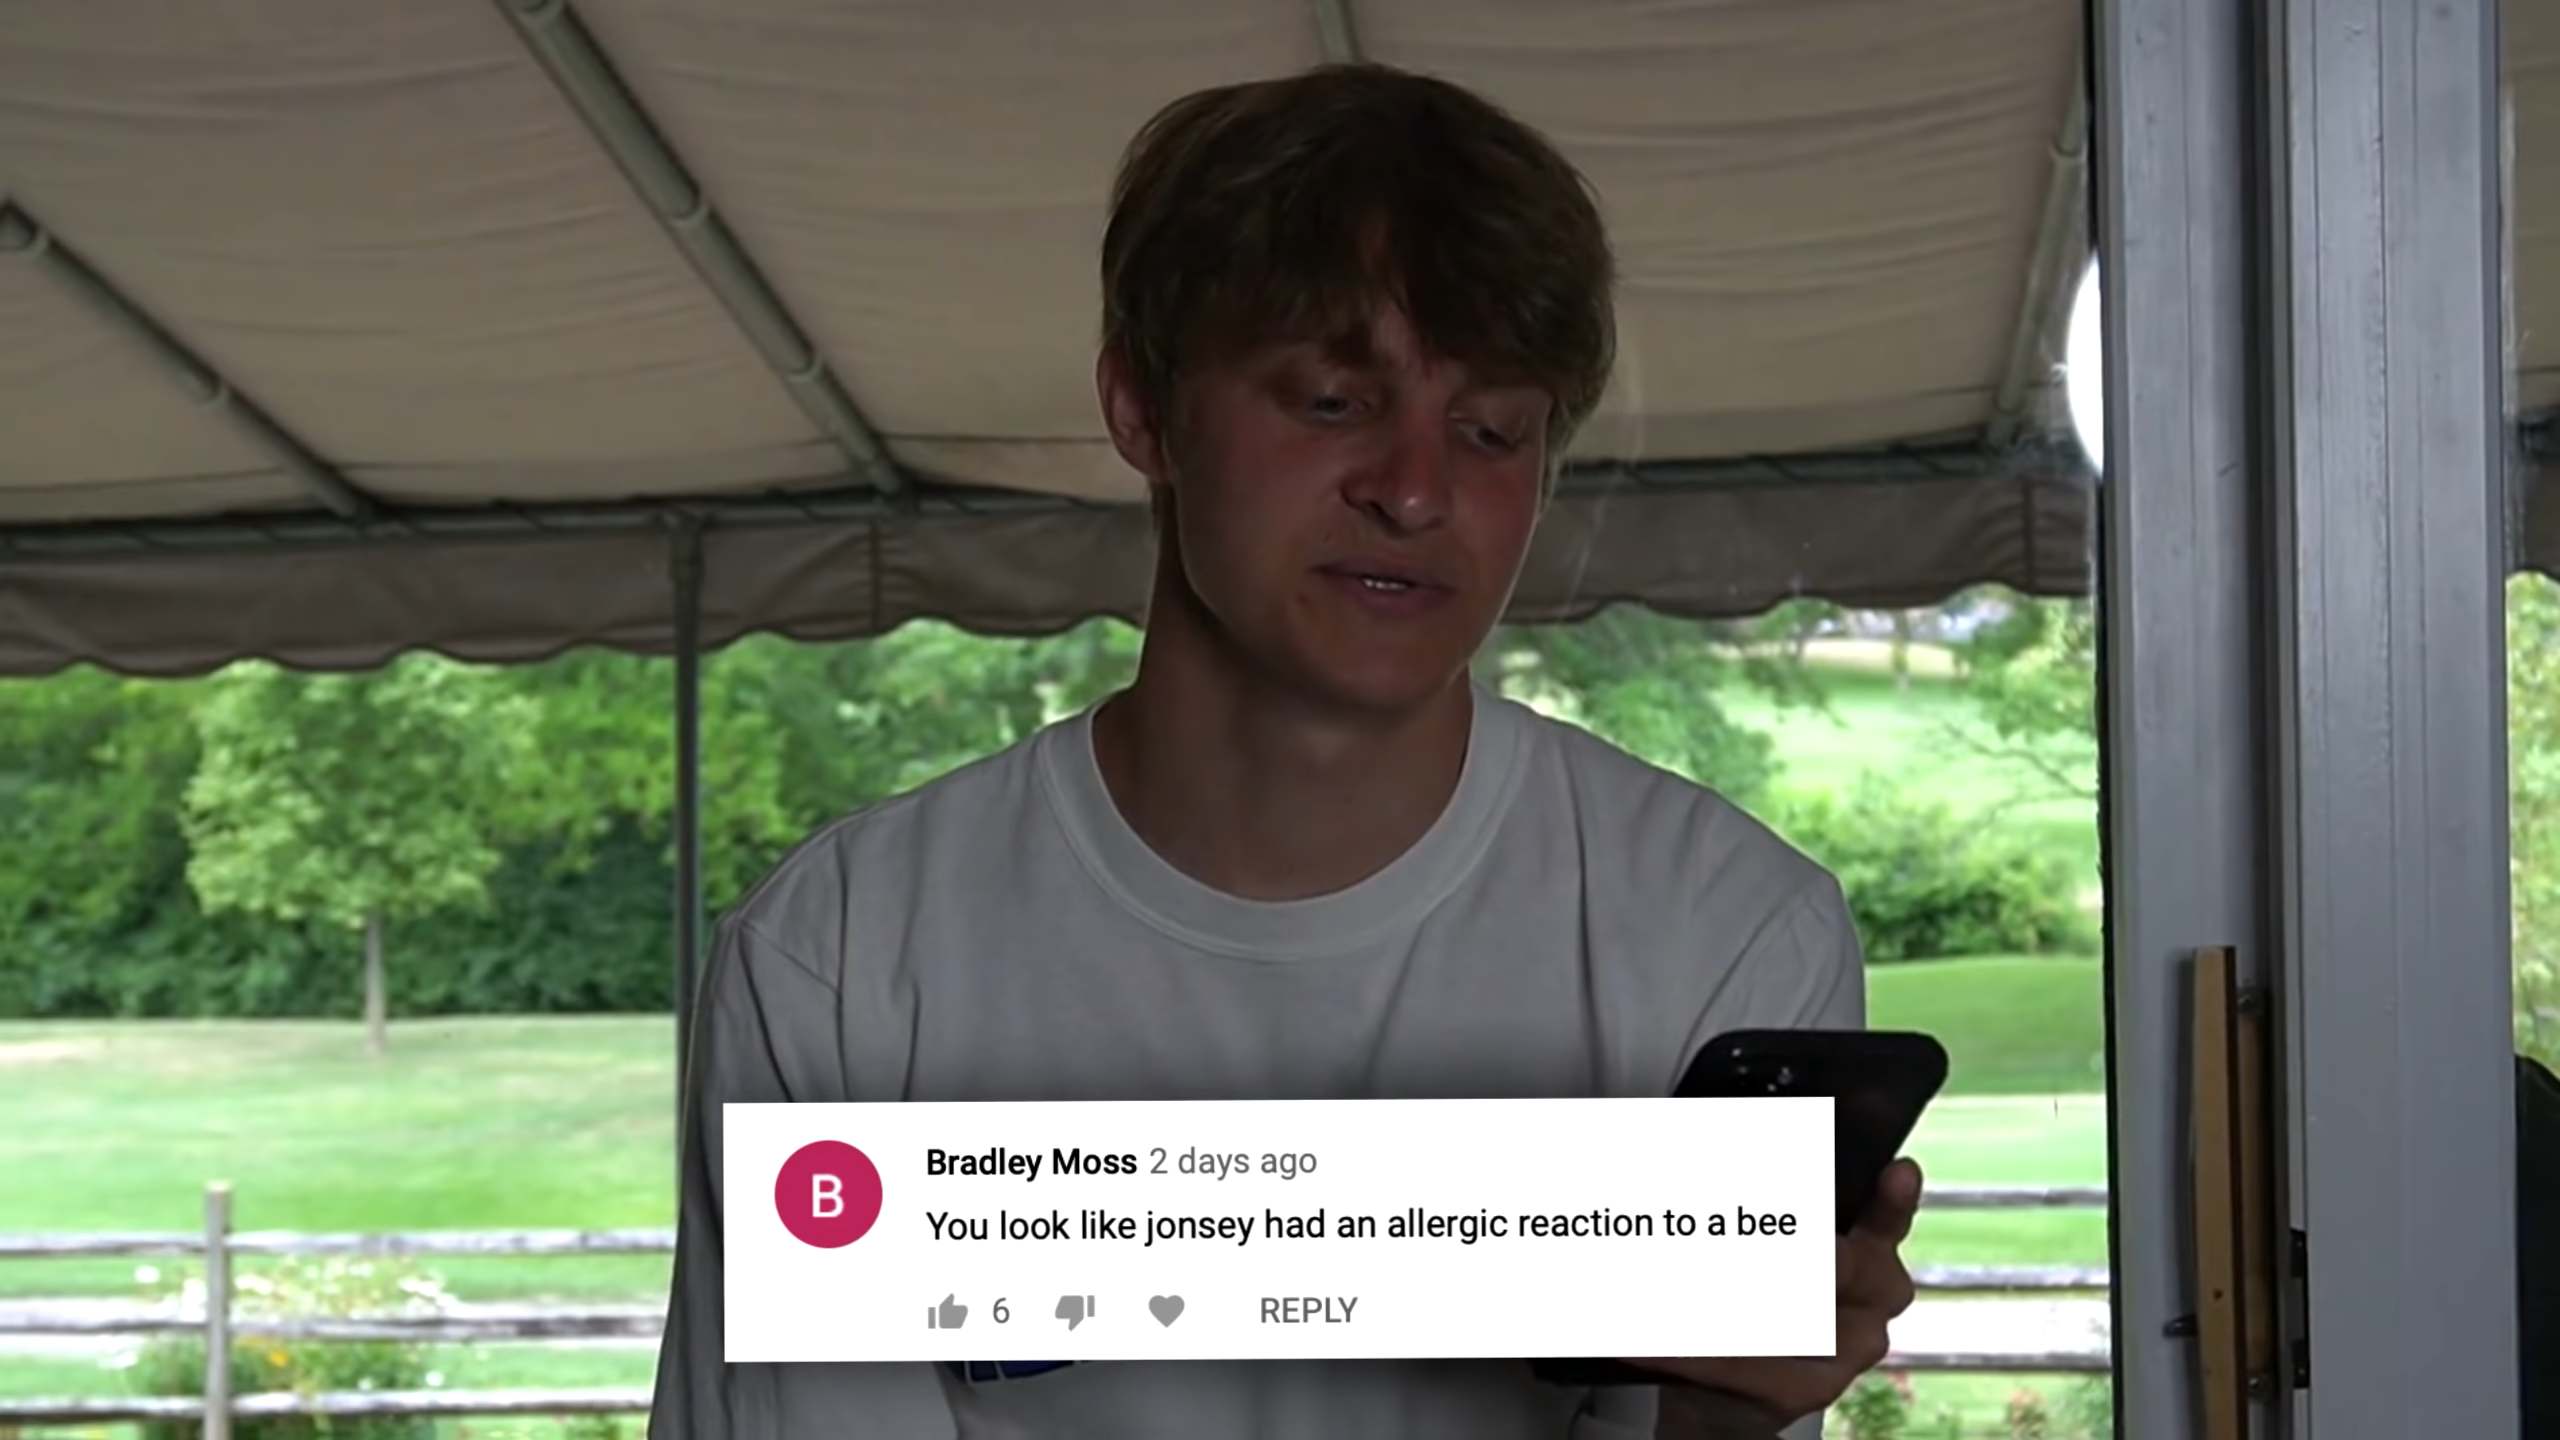 B
Bradley Moss 2 days ago
You look like jonsey had an allergic reaction to a bee
6
REPLY